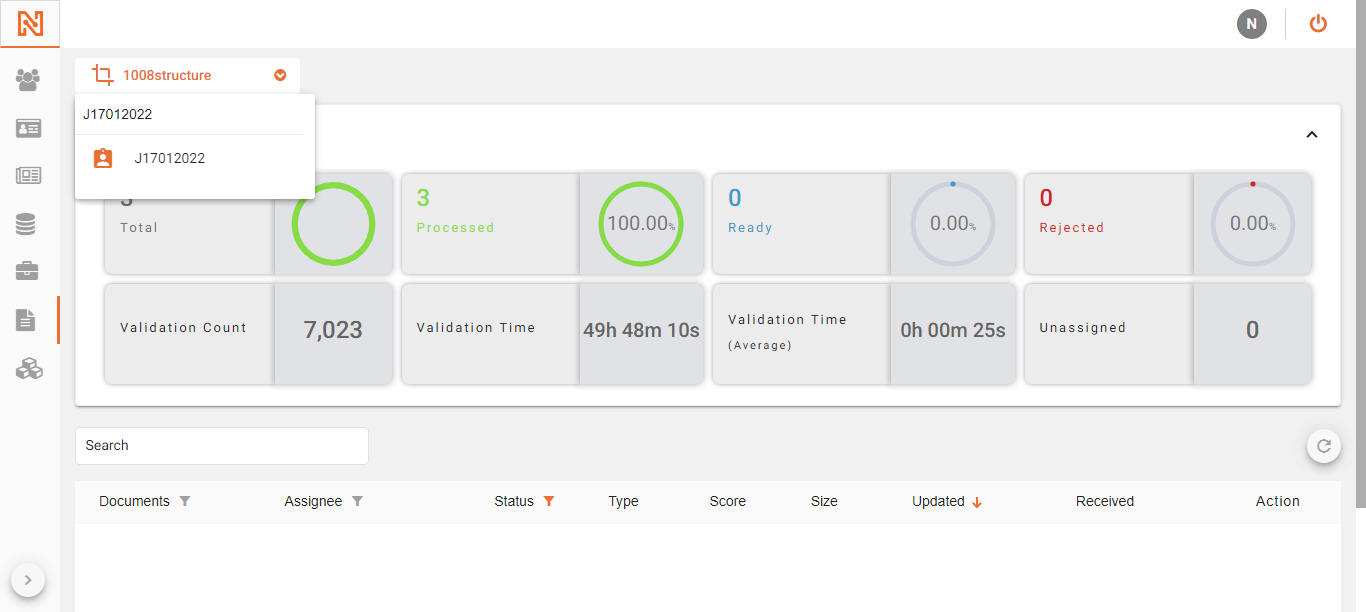 N
1008structure
J17012022
J17012022
Total
3
Processed
100.00%
0
Ready
0.00%
0
Rejected
0.00%
Validation Count
7,023
Validation Time
49h 48m 10s
Validation Time
(Average)
0h 00m 25s
Unassigned
0
Search
Documents Assignee Status Type Score Size Updated Received Action